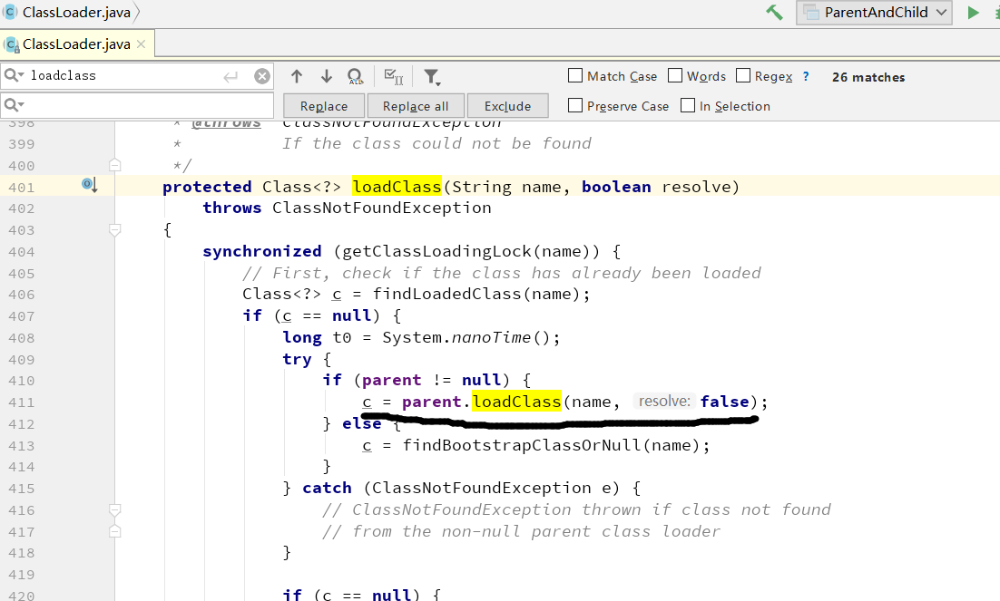 ClassLoader.java
ParentAndChild
ClassLoader.java
loadclass
Match Case Words Regex ? 26 matches
Replace Replace all Exclude Preserve Case In Selection
398 * @throws ClassNotFoundException
399 * If the class could not be found
400 */
401 protected Class<?> loadClass(String name, boolean resolve)
402 throws ClassNotFoundException
403 {
404 synchronized (getClassLoadingLock(name)) {
405 // First, check if the class has already been loaded
406 Class<?> c = findLoadedClass(name);
407 if (c == null) {
408 long t0 = System.nanoTime();
409 try {
410 if (parent != null) {
411 c = parent.loadClass(name, resolve: false);
412 } else {
413 c = findBootstrapClassOrNull(name);
414 }
415 } catch (ClassNotFoundException e) {
416 // ClassNotFoundException thrown if class not found
417 // from the non-null parent class loader
418 }
419
420 if (c == null) {